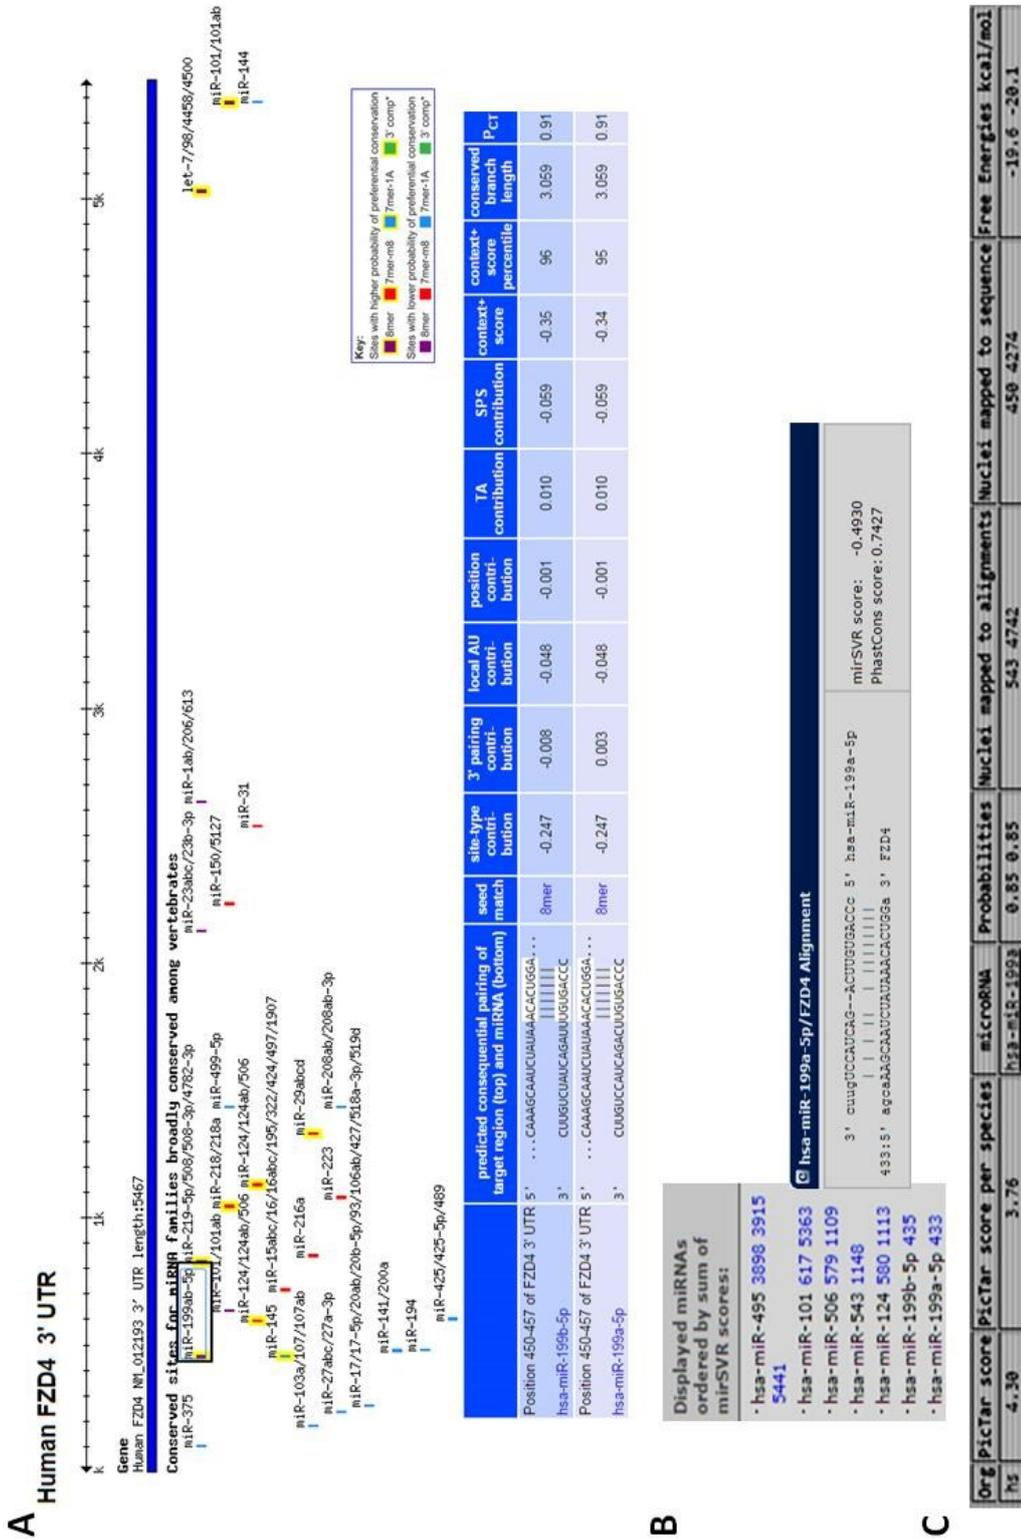 A
Human FZD4 3' UTR
k 1k 2k 3k 4k 5k
Gene
Human FZD4 NM_012193 3' UTR length:5467
Conserved sites for miRNA families broadly conserved among vertebrates
miR-375 miR-199ab-5p miR-219-5p/508/508-3p/4782-3p miR-23abc/23b-3p miR-1ab/206/613 let-7/98/4458/4500
miR-101/101ab miR-218/218a miR-499-5p miR-150/5127 miR-101/101ab
miR-124/124ab/506 miR-124/124ab/506 miR-31 miR-144
miR-145 miR-15abc/16/16abc/195/322/424/497/1907
miR-103a/107/107ab miR-216a miR-29abcd
miR-27abc/27a-3p miR-223 miR-208ab/208ab-3p
miR-17/17-5p/20ab/20b-5p/93/106ab/427/518a-3p/519d
miR-141/200a
miR-194
miR-425/425-5p/489
Key:
Sites with higher probability of preferential conservation
8mer 7mer-m8 7mer-1A 3' comp*
Sites with lower probability of preferential conservation
8mer 7mer-m8 7mer-1A 3' comp*
predicted consequential pairing of target region (top) and miRNA (bottom) seed match site-type contri-bution 3' pairing contri-bution local AU contri-bution position contri-bution TA contribution SPS contribution context+ score context+ score percentile conserved branch length PCT
Position 450-457 of FZD4 3' UTR 5' ...CAAAGCAAUCUAUAAACACUGGA... 8mer -0.247 -0.008 -0.048 -0.001 0.010 -0.059 -0.35 96 3.059 0.91
hsa-miR-199b-5p 3' CUUGUCUAUCAGAUUUGUGACCC
Position 450-457 of FZD4 3' UTR 5' ...CAAAGCAAUCUAUAAACACUGGA... 8mer -0.247 0.003 -0.048 -0.001 0.010 -0.059 -0.34 95 3.059 0.91
hsa-miR-199a-5p 3' CUUGUCCAUCAGACUUGUGACCC
B
Displayed miRNAs
ordered by sum of
mirSVR scores:
· hsa-miR-495 3898 3915
5441
· hsa-miR-101 617 5363
· hsa-miR-506 579 1109
· hsa-miR-543 1148
· hsa-miR-124 580 1113
· hsa-miR-199b-5p 435
· hsa-miR-199a-5p 433
hsa-miR-199a-5p/FZD4 Alignment
3' cuugUCCAUCAG--ACUUGUGACCc 5' hsa-miR-199a-5p
433:5' agcaAAGCAAUCUAUAAACACUGGa 3' FZD4
mirSVR score: -0.4930
PhastCons score: 0.7427
C
Org PicTar score PicTar score per species microRNA Probabilities Nuclei mapped to alignments Nuclei mapped to sequence Free Energies kcal/mol
hs 4.30 3.76 hsa-miR-199a 0.85 0.85 543 4742 450 4274 -19.6 -20.1